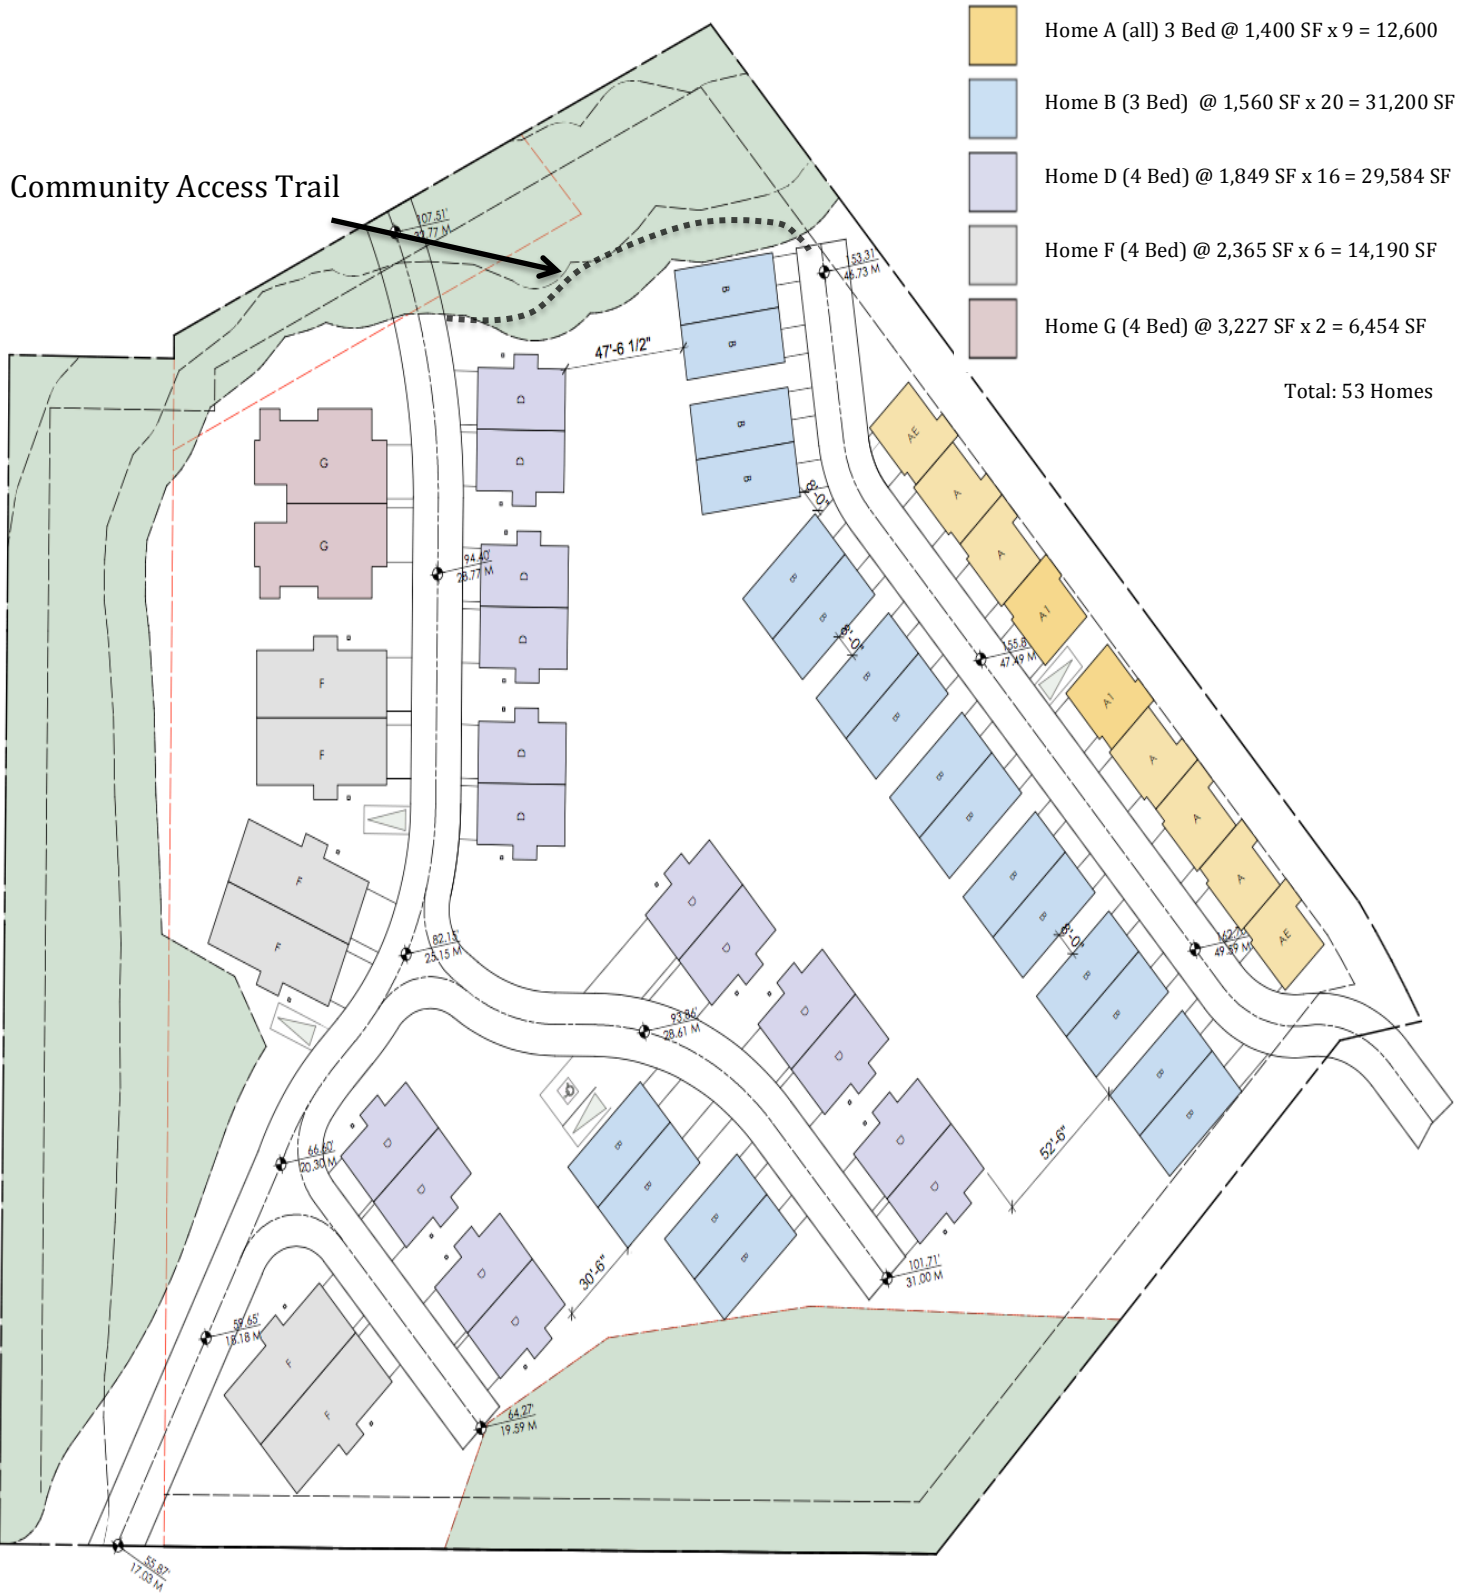 Home A (all) 3 Bed @ 1,400 SF x 9 = 12,600
Home B (3 Bed)  @ 1,560 SF x 20 = 31,200 SF
Home D (4 Bed) @ 1,849 SF x 16 = 29,584 SF
Home F (4 Bed) @ 2,365 SF x 6 = 14,190 SF
Home G (4 Bed) @ 3,227 SF x 2 = 6,454 SF
Total: 53 Homes
Community Access Trail
107.51'
153.31'
46.73 M
47'-6 1/2"
B
B
B
B
D
D
G
G
8'-0"
AE
A
A
A1
94.40'
28.77 M
D
D
B
B
8'-0"
155.8
47.49 M
F
F
D
D
B
B
A1
A
A
A
AE
B
B
B
B
8'-0"
49.59 M
F
F
82.15'
25.15 M
D
D
93.86'
28.61 M
D
D
B
B
B
B
52'-6"
66.60'
20.30 M
D
D
B
B
D
D
B
B
30'-6"
101.71'
31.00 M
59.65'
18.18 M
D
D
F
F
64.27'
19.59 M
55.87'
17.03 M